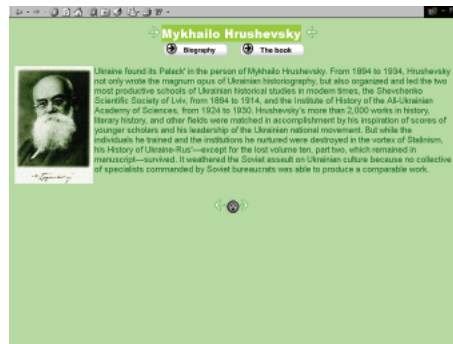 Mykhailo Hrushevsky
Biography
The book
Ukraine found its Palack' in the person of Mykhailo Hrushevsky. From 1894 to 1934, Hrushevsky
not only wrote the magnum opus of Ukrainian historiography, but also organized and led the two
most productive schools of Ukrainian historical studies in modern times, the Shevchenko
Scientific Society of Lviv, from 1894 to 1914, and the Institute of History of the All-Ukrainian
Academy of Sciences, from 1924 to 1930. Hrushevsky's more than 2,000 works in history,
literary history, and other fields were matched in accomplishment by his inspiration of scores of
younger scholars and his leadership of the Ukrainian national movement. But while the
individuals he trained and the institutions he nurtured were destroyed in the vortex of Stalinism,
his History of Ukraine-Rus'—except for the lost volume ten, part two, which remained in
manuscript—survived. It weathered the Soviet assault on Ukrainian culture because no collective
of specialists commanded by Soviet bureaucrats was able to produce a comparable work.